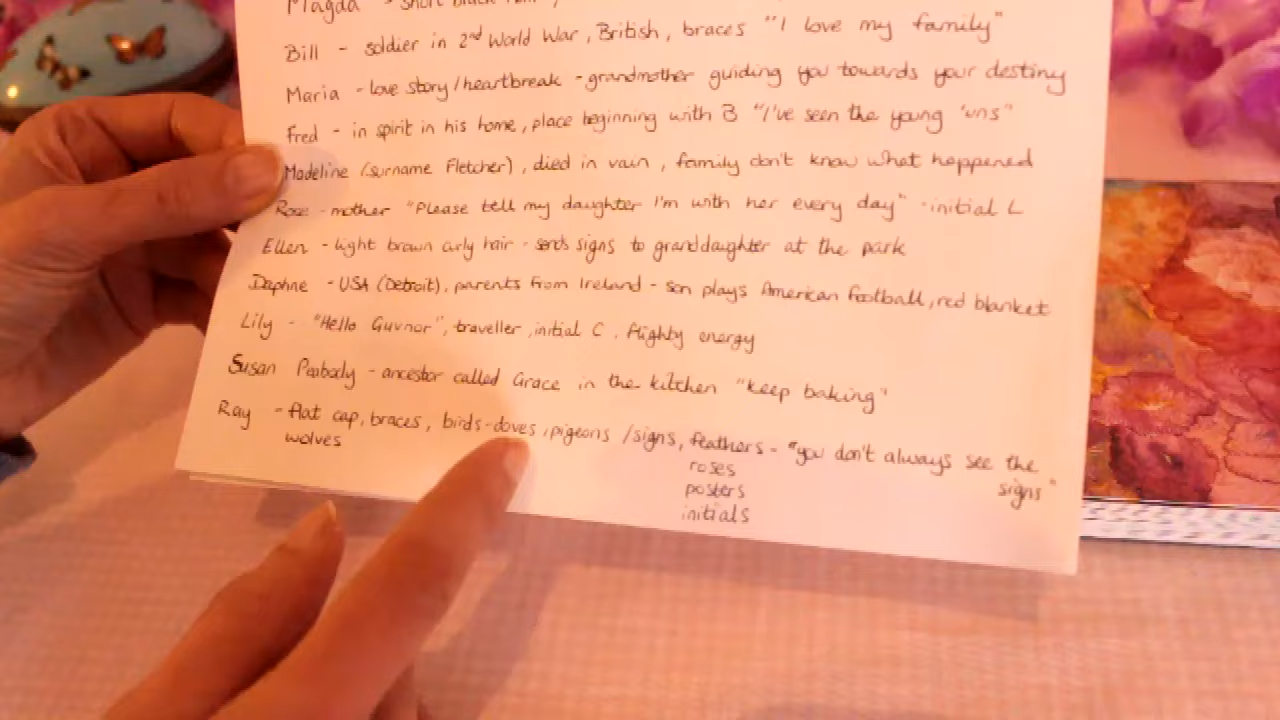 Magda - short black hair,
Bill - soldier in 2nd World War, British, braces "I love my family"
Maria - love story/heartbreak - grandmother guiding you towards your destiny
Fred - in spirit in his home, place beginning with B "I've seen the young 'uns"
Madeline (surname Fletcher), died in vain, family don't know what happened
Rose - mother "Please tell my daughter I'm with her every day" - initial L
Ellen - light brown curly hair - sends signs to granddaughter at the park
Daphne - USA (Detroit), parents from Ireland - son plays American football, red blanket
Lily - "Hello Guvnor", traveller, initial C, flighty energy
Susan Peabody - ancestor called Grace in the kitchen "keep baking"
Ray - flat cap, braces, birds-doves, pigeons /signs, feathers - "you don't always see the
wolves roses signs"
posters
initials